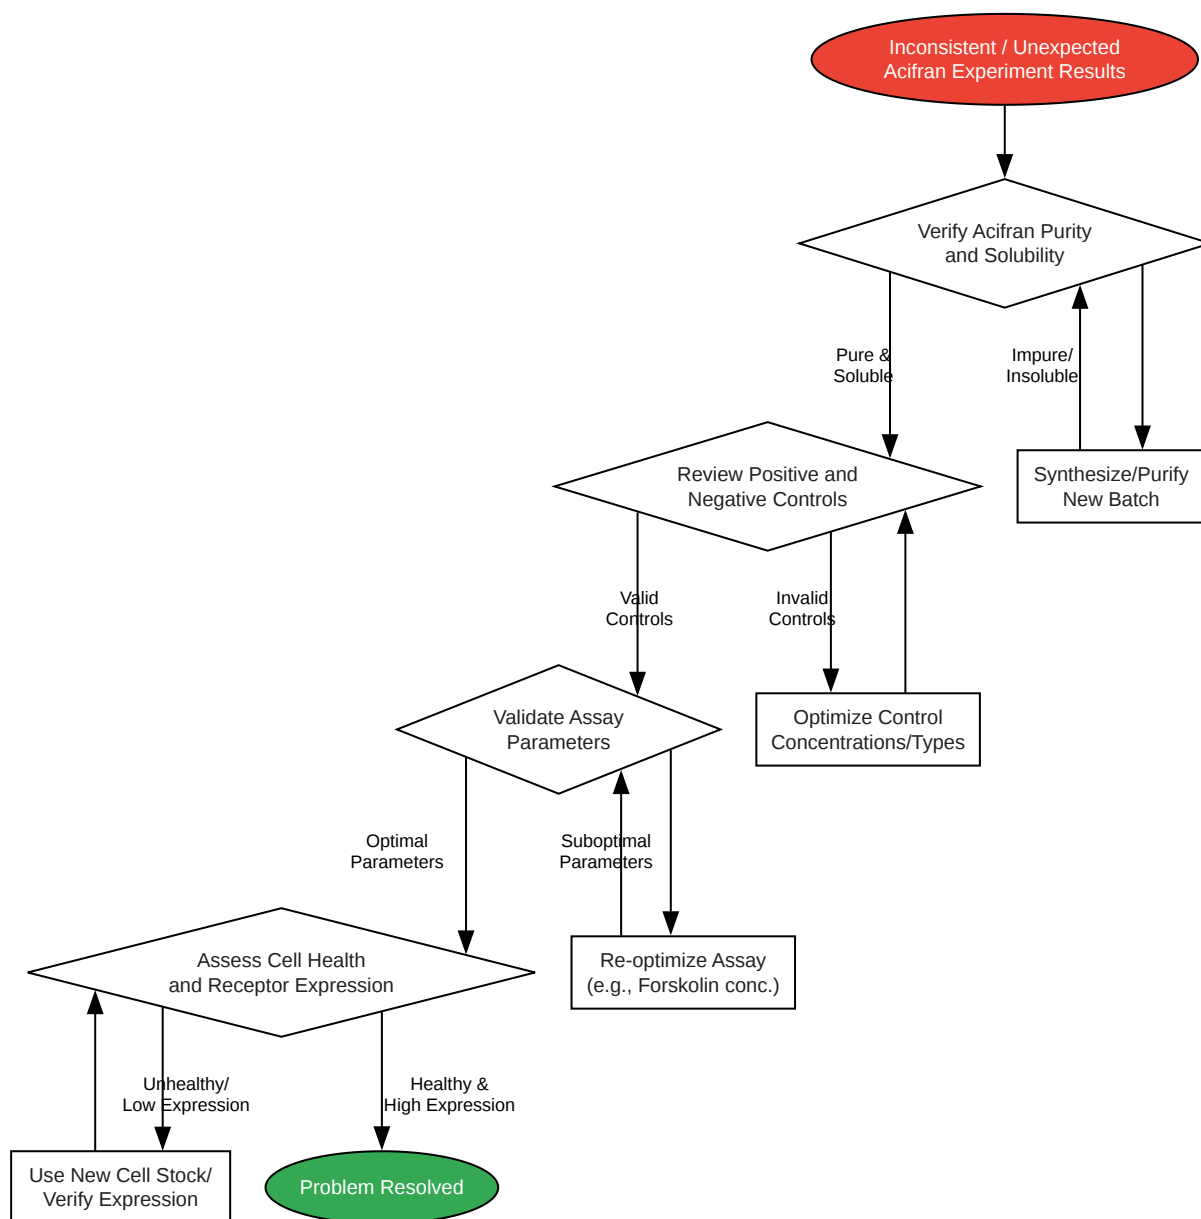 Inconsistent / Unexpected
Acifran Experiment Results
Verify Acifran Purity
and Solubility
Pure &
Soluble
Impure/
Insoluble
Review Positive and
Negative Controls
Synthesize/Purify
New Batch
Valid
Controls
Invalid
Controls
Validate Assay
Parameters
Optimize Control
Concentrations/Types
Optimal
Parameters
Suboptimal
Parameters
Assess Cell Health
and Receptor Expression
Re-optimize Assay
(e.g., Forskolin conc.)
Unhealthy/
Low Expression
Healthy &
High Expression
Use New Cell Stock/
Verify Expression
Problem Resolved